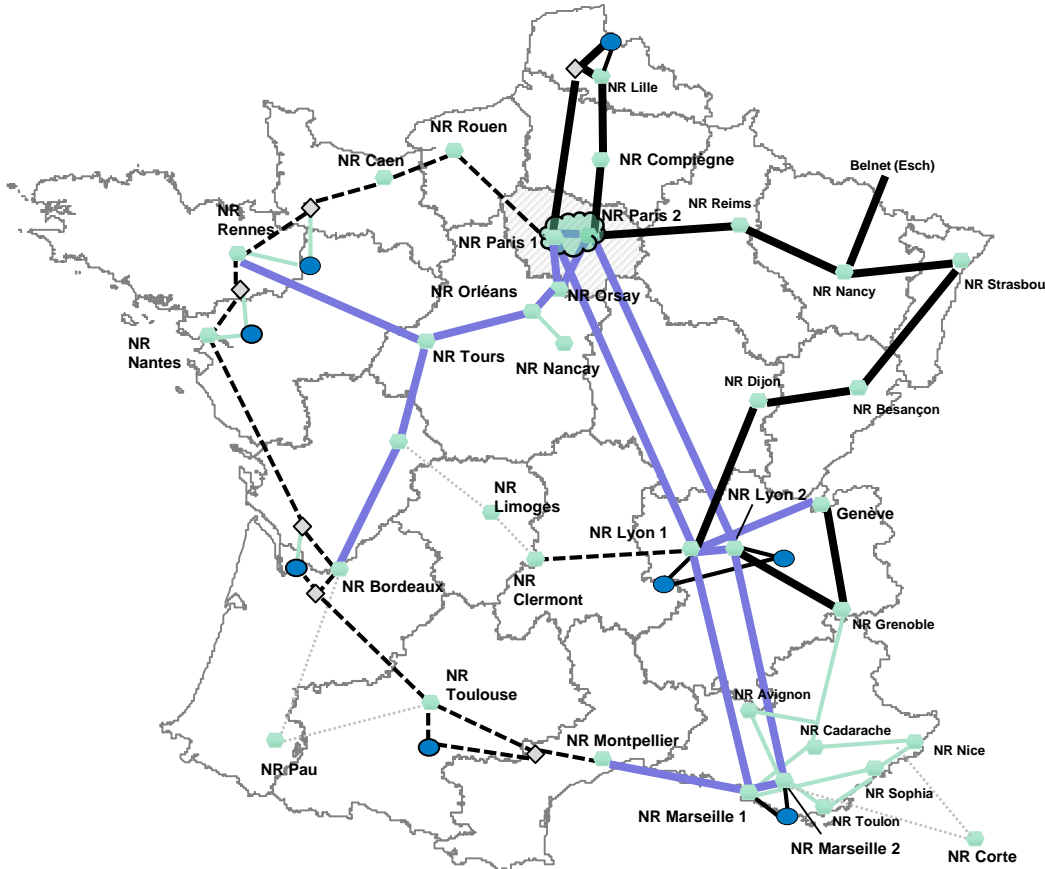 NR Lille
NR Rouen
NR Caen
NR Compiègne
Belnet (Esch)
NR Reims
NR
Rennes
NR Paris 2
NR Paris 1
NR Strasbou
NR Nancy
NR Orléans
NR Orsay
NR
Nantes
NR Tours
NR Nancay
NR Dijon
NR Besançon
NR
Limoges
NR Lyon 2
Genève
NR Lyon 1
NR Bordeaux
NR
Clermont
NR Grenoble
NR
Toulouse
NR Avignon
NR Cadarache
NR Montpellier
NR Nice
NR Pau
NR Sophia
NR Marseille 1
NR Toulon
NR Marseille 2
NR Corte